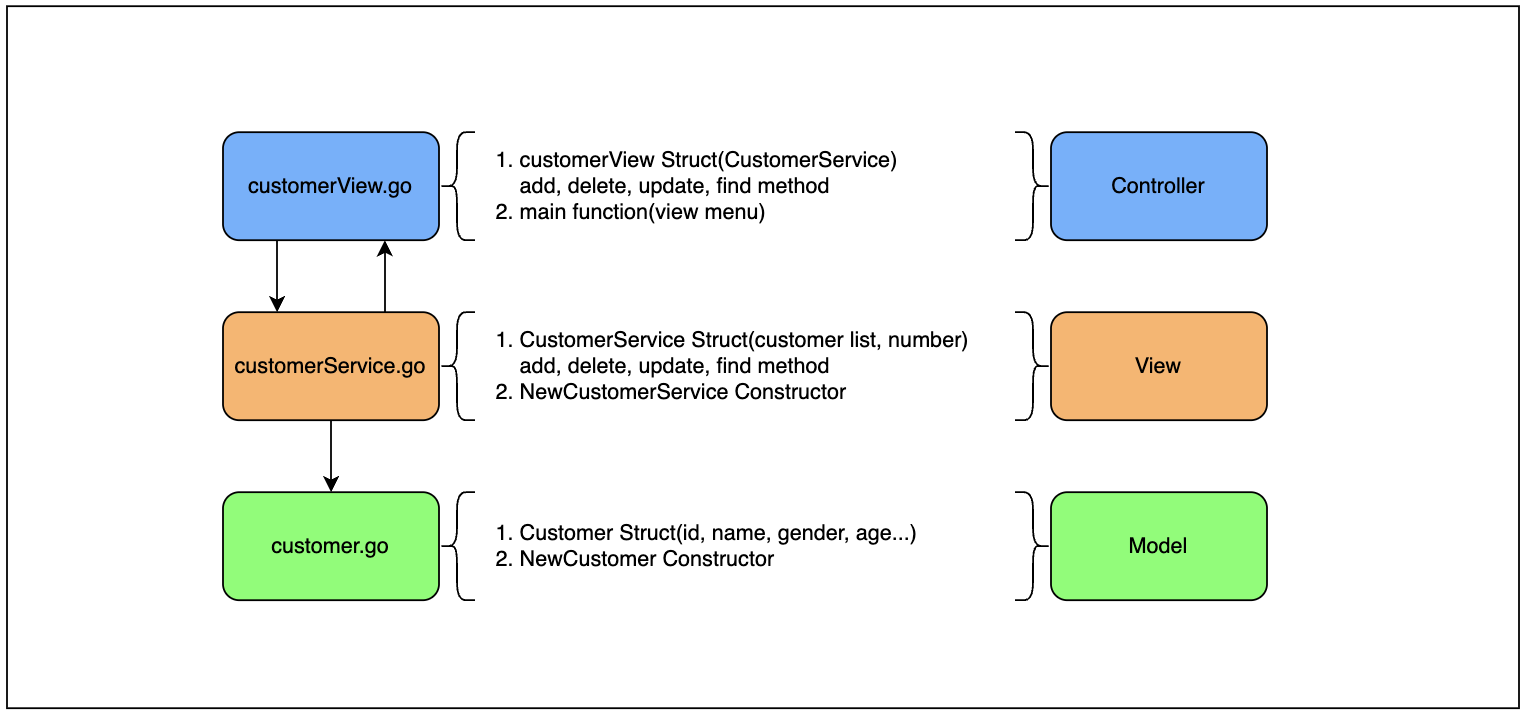 customerView.go
1. customerView Struct(CustomerService)
add, delete, update, find method
2. main function(view menu)
Controller
customerService.go
1. CustomerService Struct(customer list, number)
add, delete, update, find method
2. NewCustomerService Constructor
View
customer.go
1. Customer Struct(id, name, gender, age...)
2. NewCustomer Constructor
Model